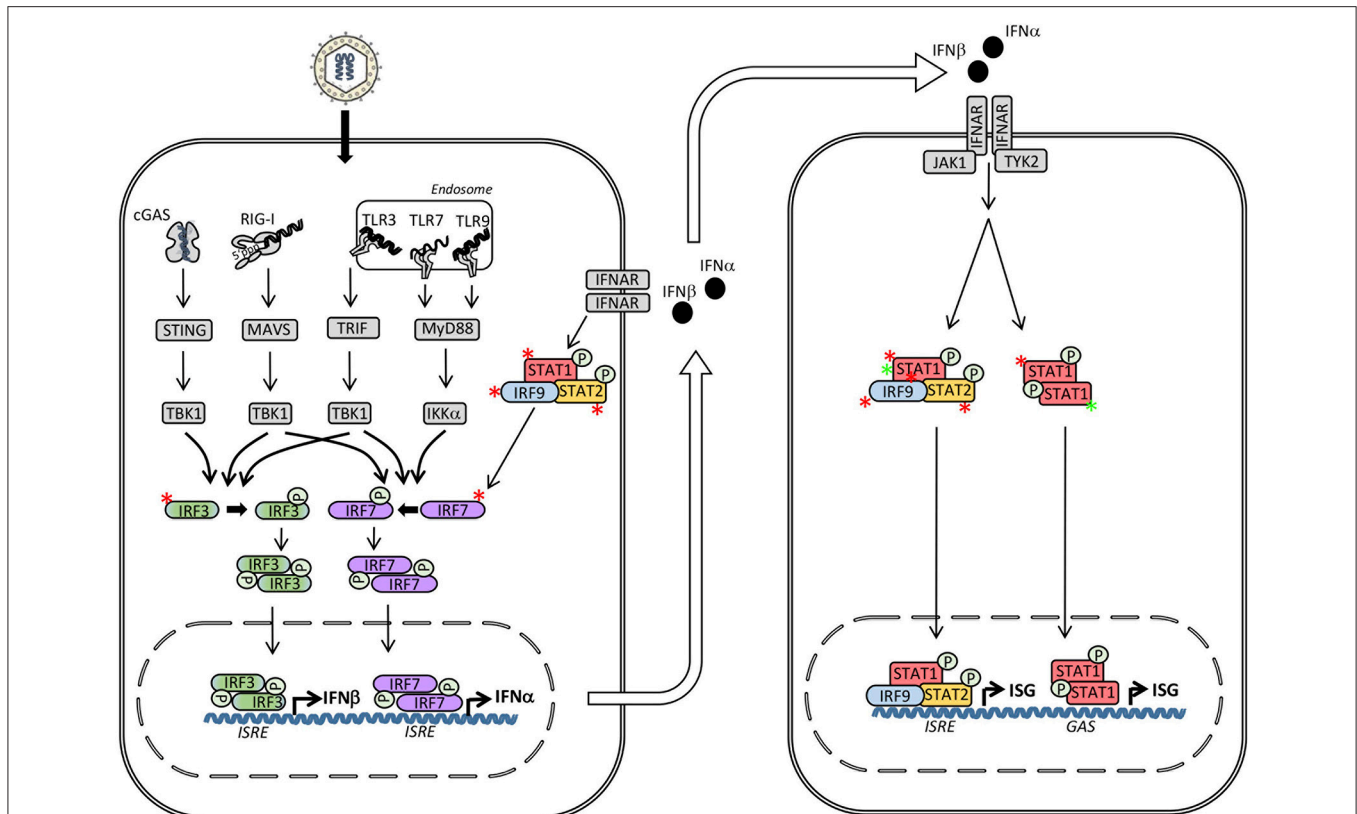 IFNα
IFNβ
IFNAR
IFNAR
JAK1
TYK2
Endosome
cGAS
RIG-I
TLR3
TLR7
TLR9
5'ppp
IFNAR
IFNAR
IFNα
IFNβ
STING
MAVS
TRIF
MyD88
P
STAT1
P
IRF9
STAT2
TBK1
TBK1
TBK1
IKKα
P
STAT1
P
IRF9
STAT2
P
STAT1
P
STAT1
IRF3
P
IRF3
P
IRF7
IRF7
IRF3
P
P
IRF3
IRF7
P
P
IRF7
IRF3
P
P
IRF3
IFNβ
ISRE
IRF7
P
P
IRF7
IFNα
ISRE
STAT1
P
P
IRF9
STAT2
ISG
ISRE
P
STAT1
P
STAT1
ISG
GAS